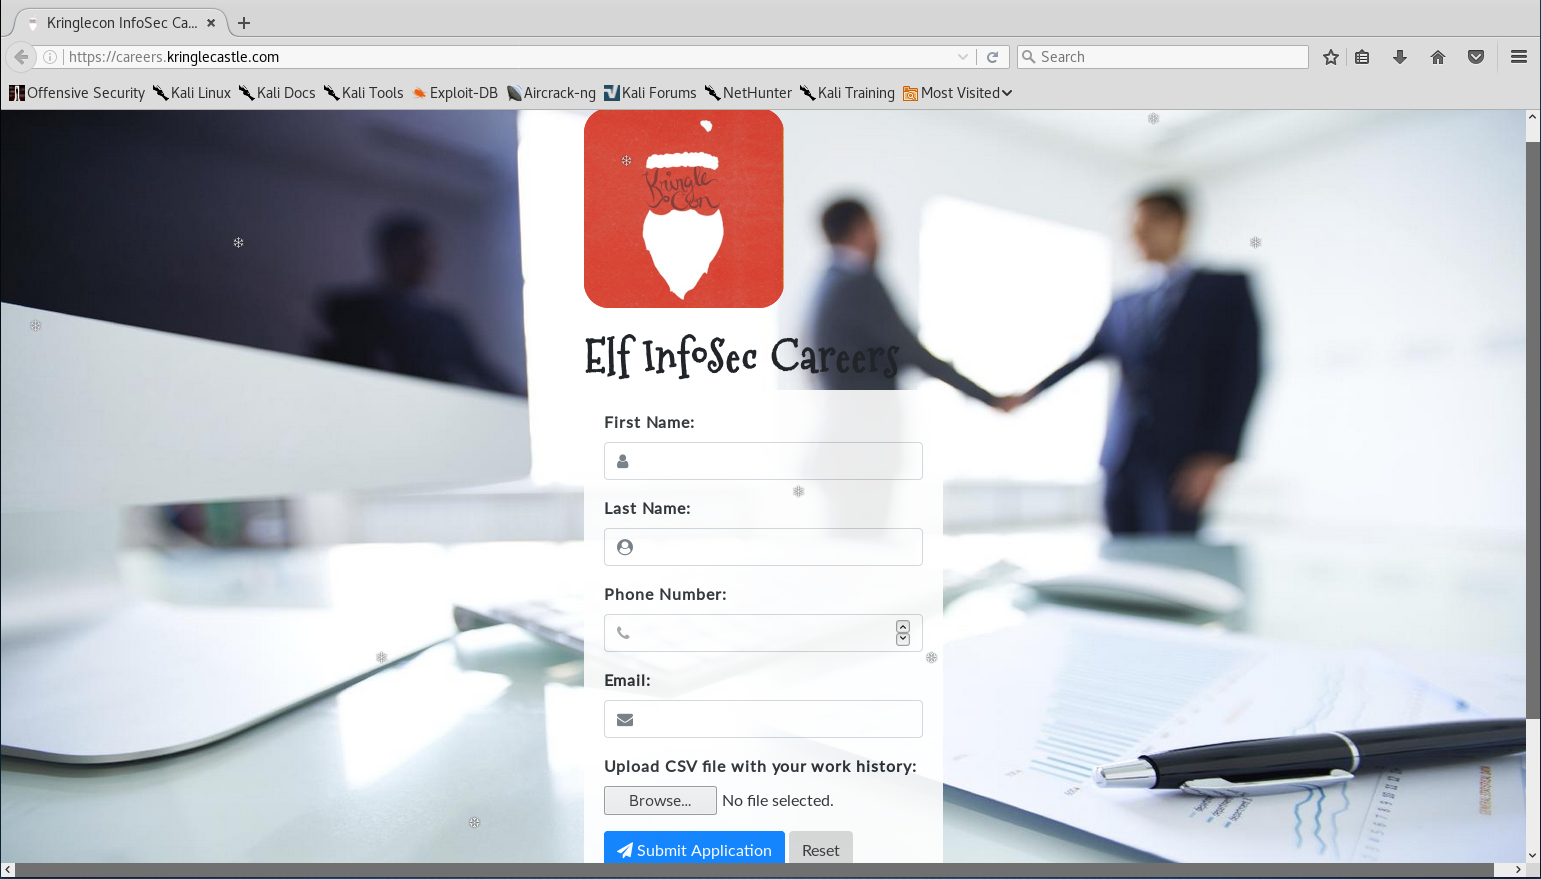 Kringlecon InfoSec Ca...
https://careers.kringlecastle.com
Search
Offensive Security
Kali Linux
Kali Docs
Kali Tools
Exploit-DB
Aircrack-ng
Kali Forums
NetHunter
Kali Training
Most Visited
Kringle
Con
Elf InfoSec Careers
First Name:
Last Name:
Phone Number:
Email:
Upload CSV file with your work history:
Browse...
No file selected.
Submit Application
Reset